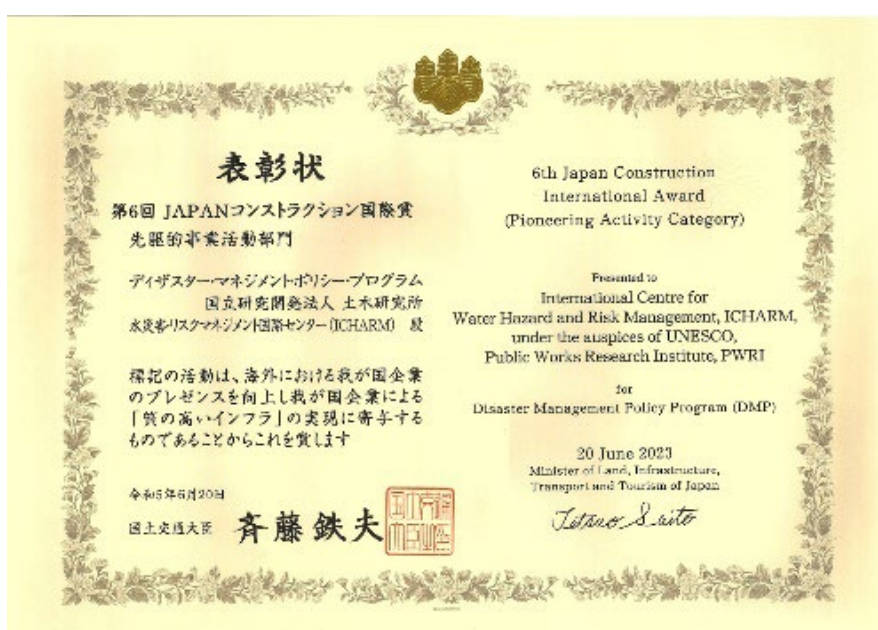 表彰状
第6回 JAPANコンストラクション国際賞
先駆的事業活動部門
ディザスター・マネジメント・ポリシー・プログラム
国立研究開発法人 土木研究所
水災害・リスクマネジメント国際センター(ICHARM) 殿
標記の活動は、海外における我が国企業
のプレゼンスを向上し我が国企業による
「質の高いインフラ」の実現に寄与する
ものであることからこれを賞します
令和5年6月20日
国土交通大臣 斉藤鉄夫
6th Japan Construction
International Award
(Pioneering Activity Category)
Presented to
International Centre for
Water Hazard and Risk Management, ICHARM,
under the auspices of UNESCO,
Public Works Research Institute, PWRI
for
Disaster Management Policy Program (DMP)
20 June 2023
Minister of Land, Infrastructure,
Transport and Tourism of Japan
Tetsuo Saito